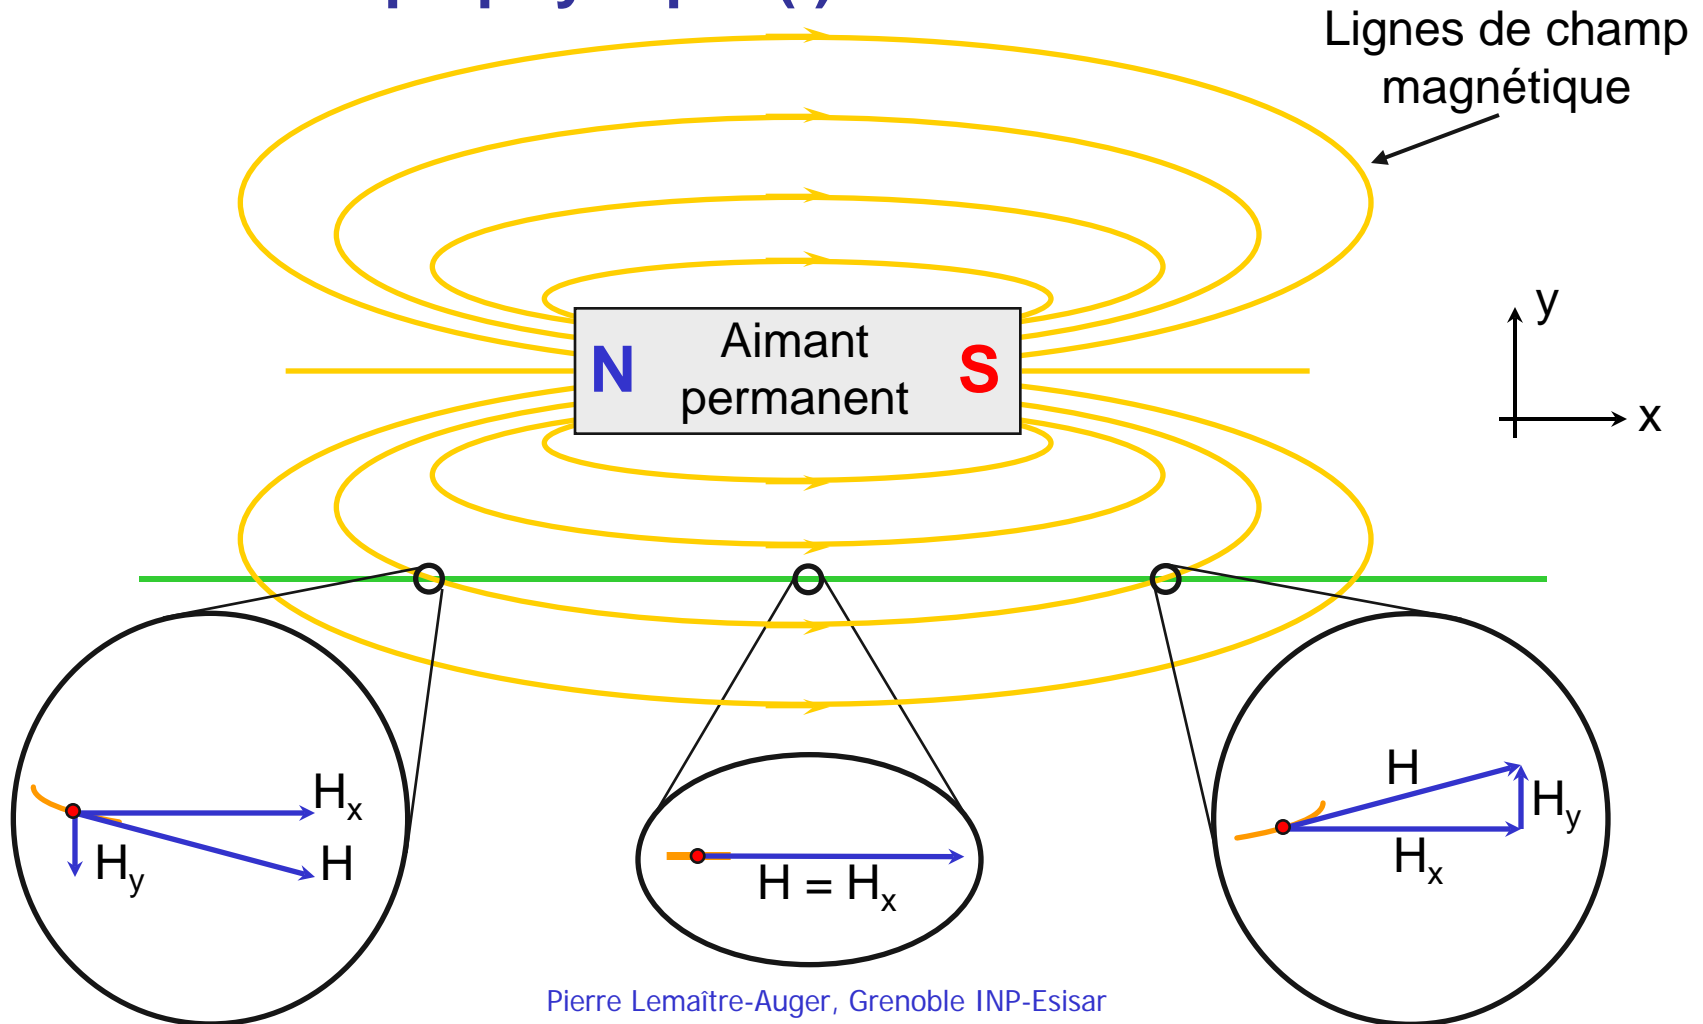 Lignes de champ
magnétique
y
x
N
Aimant
permanent
S
Hx
Hy
H
H = Hx
H
Hy
Hx
Pierre Lemaître-Auger, Grenoble INP-Esisar